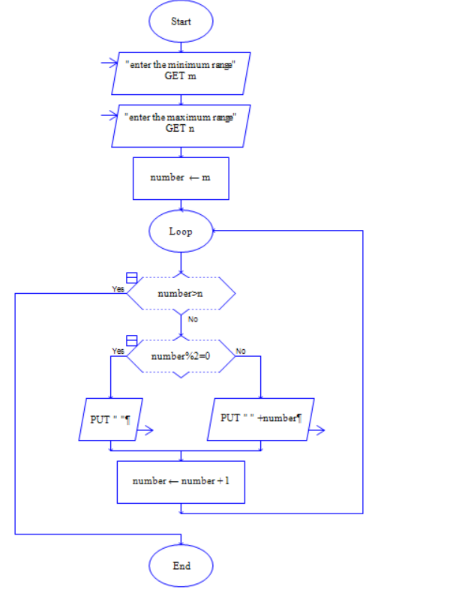 Start
"enter the minimum range"
GET m
"enter the maximum range"
GET n
number ← m
Loop
Yes
number>n
No
Yes
number%2=0
No
PUT " "¶
PUT " " +number¶
number ← number + 1
End